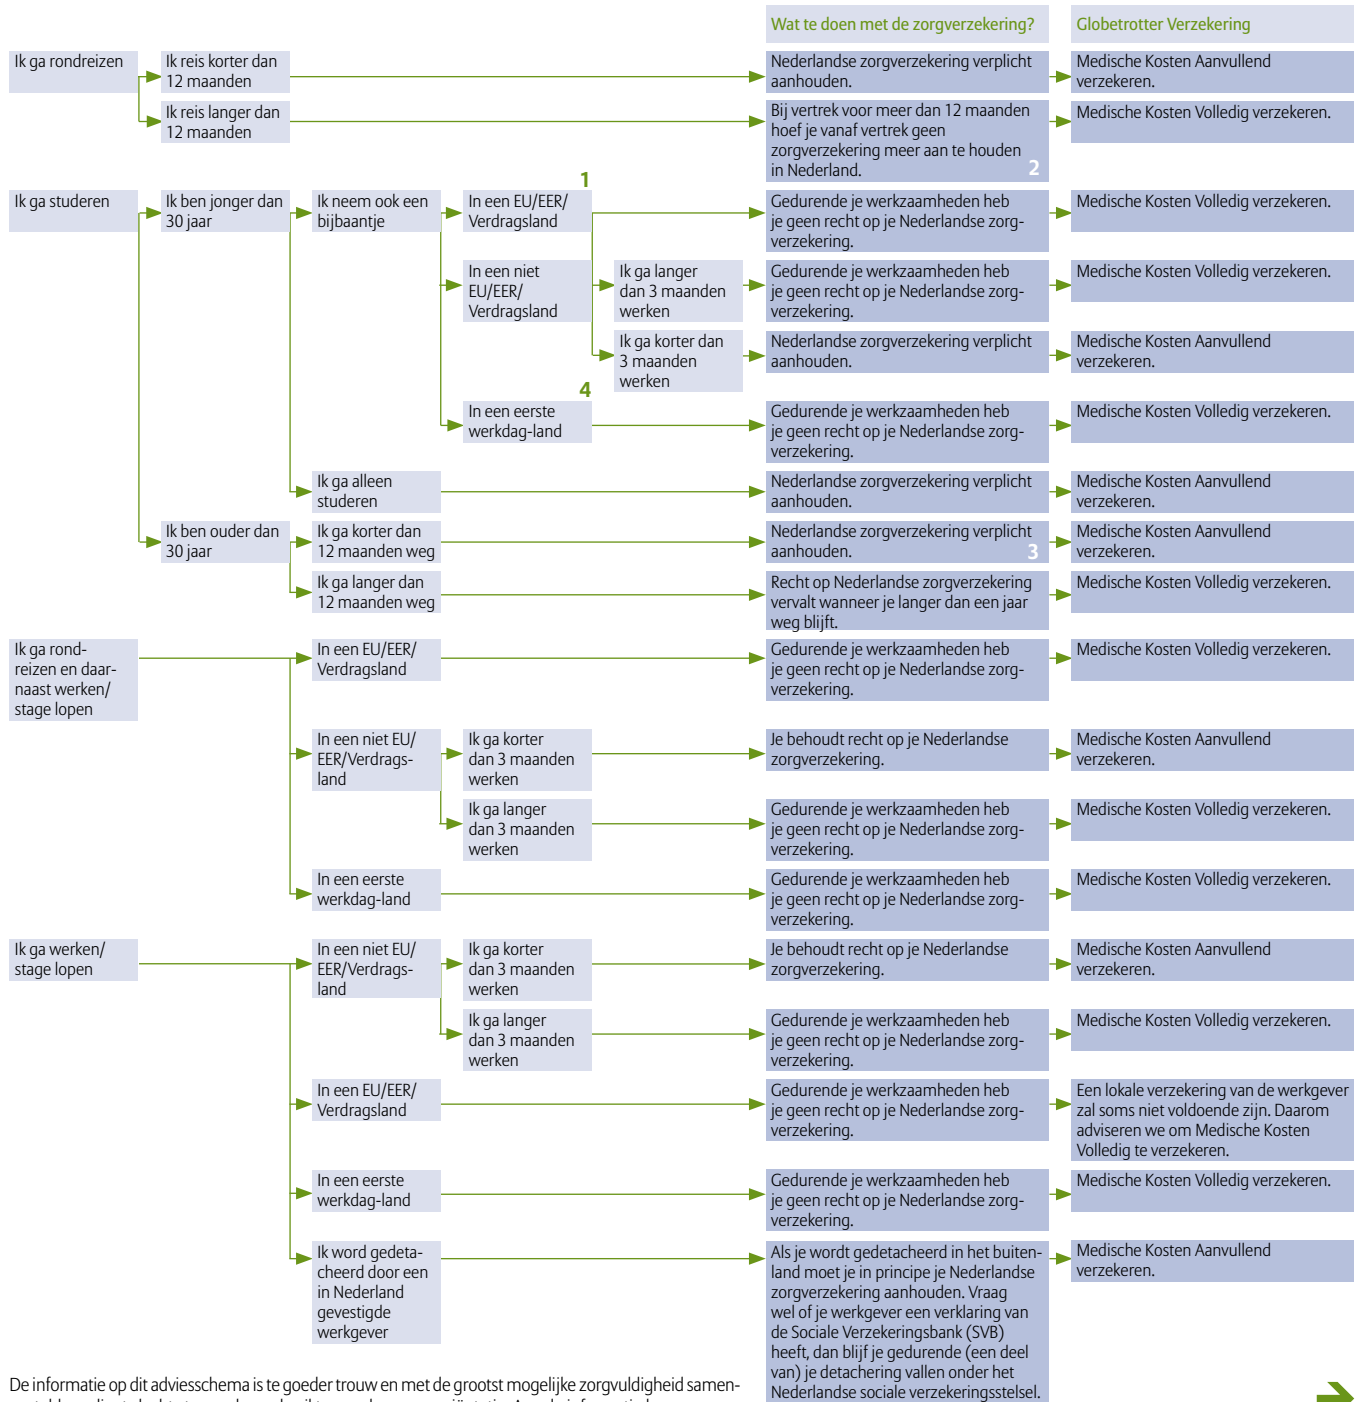 Wat te doen met de zorgverzekering?
Globetrotter Verzekering
Ik ga rondreizen
Ik reis korter dan
12 maanden
Nederlandse zorgverzekering verplicht
aanhouden.
Medische Kosten Aanvullend
verzekeren.
Ik reis langer dan
12 maanden
Bij vertrek voor meer dan 12 maanden
hoef je vanaf vertrek geen
zorgverzekering meer aan te houden
in Nederland.
2
Medische Kosten Volledig verzekeren.
Ik ga studeren
Ik ben jonger dan
30 jaar
Ik neem ook een
bijbaantje
1
In een EU/EER/
Verdragsland
Gedurende je werkzaamheden heb
je geen recht op je Nederlandse zorg-
verzekering.
Medische Kosten Volledig verzekeren.
In een niet
EU/EER/
Verdragsland
Ik ga langer
dan 3 maanden
werken
Gedurende je werkzaamheden heb
je geen recht op je Nederlandse zorg-
verzekering.
Medische Kosten Volledig verzekeren.
Ik ga korter dan
3 maanden
werken
Nederlandse zorgverzekering verplicht
aanhouden.
Medische Kosten Aanvullend
verzekeren.
4
In een eerste
werkdag-land
Gedurende je werkzaamheden heb
je geen recht op je Nederlandse zorg-
verzekering.
Medische Kosten Volledig verzekeren.
Ik ga alleen
studeren
Nederlandse zorgverzekering verplicht
aanhouden.
Medische Kosten Aanvullend
verzekeren.
Ik ben ouder dan
30 jaar
Ik ga korter dan
12 maanden weg
Nederlandse zorgverzekering verplicht
aanhouden.
3
Medische Kosten Aanvullend
verzekeren.
Ik ga langer dan
12 maanden weg
Recht op Nederlandse zorgverzekering
vervalt wanneer je langer dan een jaar
weg blijft.
Medische Kosten Volledig verzekeren.
Ik ga rond-
reizen en daar-
naast werken/
stage lopen
In een EU/EER/
Verdragsland
Gedurende je werkzaamheden heb
je geen recht op je Nederlandse zorg-
verzekering.
Medische Kosten Volledig verzekeren.
In een niet EU/
EER/Verdrags-
land
Ik ga korter
dan 3 maanden
werken
Je behoudt recht op je Nederlandse
zorgverzekering.
Medische Kosten Aanvullend
verzekeren.
Ik ga langer
dan 3 maanden
werken
Gedurende je werkzaamheden heb
je geen recht op je Nederlandse zorg-
verzekering.
Medische Kosten Volledig verzekeren.
In een eerste
werkdag-land
Gedurende je werkzaamheden heb
je geen recht op je Nederlandse zorg-
verzekering.
Medische Kosten Volledig verzekeren.
Ik ga werken/
stage lopen
In een niet EU/
EER/Verdrags-
land
Ik ga korter
dan 3 maanden
werken
Je behoudt recht op je Nederlandse
zorgverzekering.
Medische Kosten Aanvullend
verzekeren.
Ik ga langer
dan 3 maanden
werken
Gedurende je werkzaamheden heb
je geen recht op je Nederlandse zorg-
verzekering.
Medische Kosten Volledig verzekeren.
In een EU/EER/
Verdragsland
Gedurende je werkzaamheden heb
je geen recht op je Nederlandse zorg-
verzekering.
Een lokale verzekering van de werkgever
zal soms niet voldoende zijn. Daarom
adviseren we om Medische Kosten
Volledig te verzekeren.
In een eerste
werkdag-land
Gedurende je werkzaamheden heb
je geen recht op je Nederlandse zorg-
verzekering.
Medische Kosten Volledig verzekeren.
Ik word gedeta-
cheerd door een
in Nederland
gevestigde
werkgever
Als je wordt gedetacheerd in het buiten-
land moet je in principe je Nederlandse
zorgverzekering aanhouden. Vraag
wel of je werkgever een verklaring van
de Sociale Verzekeringsbank (SVB)
heeft, dan blijf je gedurende (een deel
van) je detachering vallen onder het
Nederlandse sociale verzekeringsstelsel.
Medische Kosten Aanvullend
verzekeren.
De informatie op dit adviesschema is te goeder trouw en met de grootst mogelijke zorgvuldigheid samen-